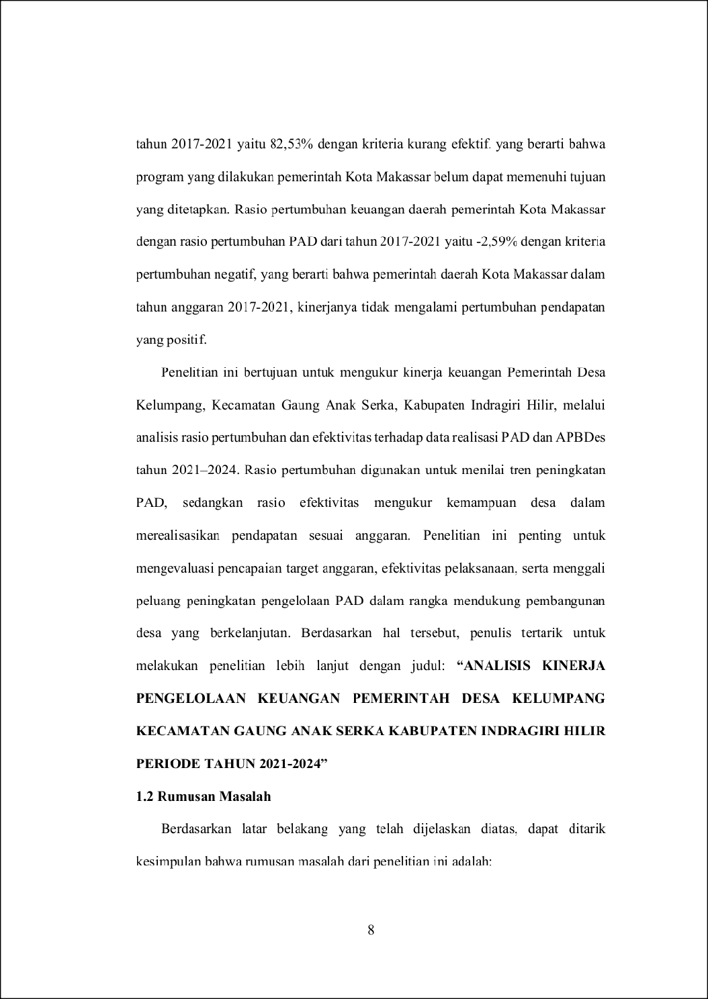 tahun 2017-2021 yaitu 82,53% dengan kriteria kurang efektif. yang berarti bahwa
program yang dilakukan pemerintah Kota Makassar belum dapat memenuhi tujuan
yang ditetapkan. Rasio pertumbuhan keuangan daerah pemerintah Kota Makassar
dengan rasio pertumbuhan PAD dari tahun 2017-2021 yaitu -2,59% dengan kriteria
pertumbuhan negatif, yang berarti bahwa pemerintah daerah Kota Makassar dalam
tahun anggaran 2017-2021, kinerjanya tidak mengalami pertumbuhan pendapatan
yang positif.
Penelitian ini bertujuan untuk mengukur kinerja keuangan Pemerintah Desa
Kelumpang, Kecamatan Gaung Anak Serka, Kabupaten Indragiri Hilir, melalui
analisis rasio pertumbuhan dan efektivitas terhadap data realisasi PAD dan APBDes
tahun 2021–2024. Rasio pertumbuhan digunakan untuk menilai tren peningkatan
PAD, sedangkan rasio efektivitas mengukur kemampuan desa dalam
merealisasikan pendapatan sesuai anggaran. Penelitian ini penting untuk
mengevaluasi pencapaian target anggaran, efektivitas pelaksanaan, serta menggali
peluang peningkatan pengelolaan PAD dalam rangka mendukung pembangunan
desa yang berkelanjutan. Berdasarkan hal tersebut, penulis tertarik untuk
melakukan penelitian lebih lanjut dengan judul: “ANALISIS KINERJA
PENGELOLAAN KEUANGAN PEMERINTAH DESA KELUMPANG
KECAMATAN GAUNG ANAK SERKA KABUPATEN INDRAGIRI HILIR
PERIODE TAHUN 2021-2024”
1.2 Rumusan Masalah
Berdasarkan latar belakang yang telah dijelaskan diatas, dapat ditarik
kesimpulan bahwa rumusan masalah dari penelitian ini adalah:
8